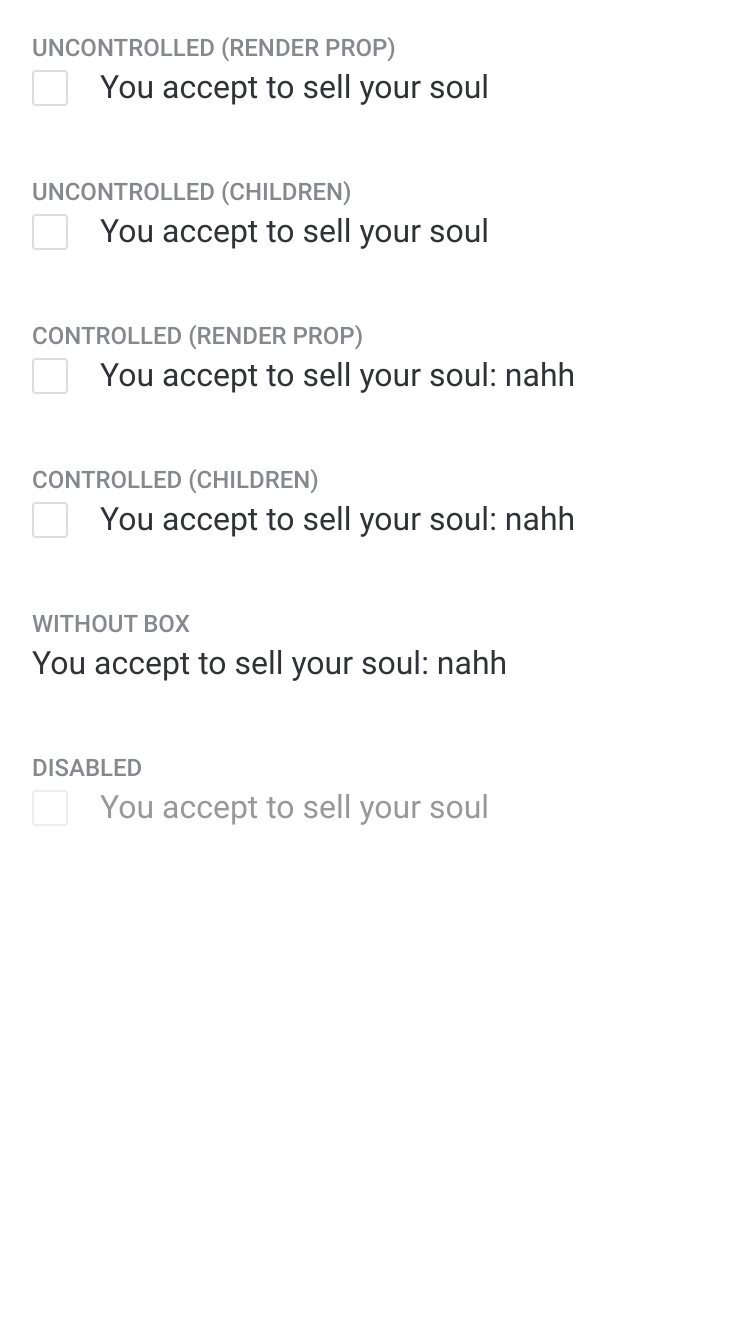 UNCONTROLLED (RENDER PROP)
You accept to sell your soul
UNCONTROLLED (CHILDREN)
You accept to sell your soul
CONTROLLED (RENDER PROP)
You accept to sell your soul: nahh
CONTROLLED (CHILDREN)
You accept to sell your soul: nahh
WITHOUT BOX
You accept to sell your soul: nahh
DISABLED
You accept to sell your soul